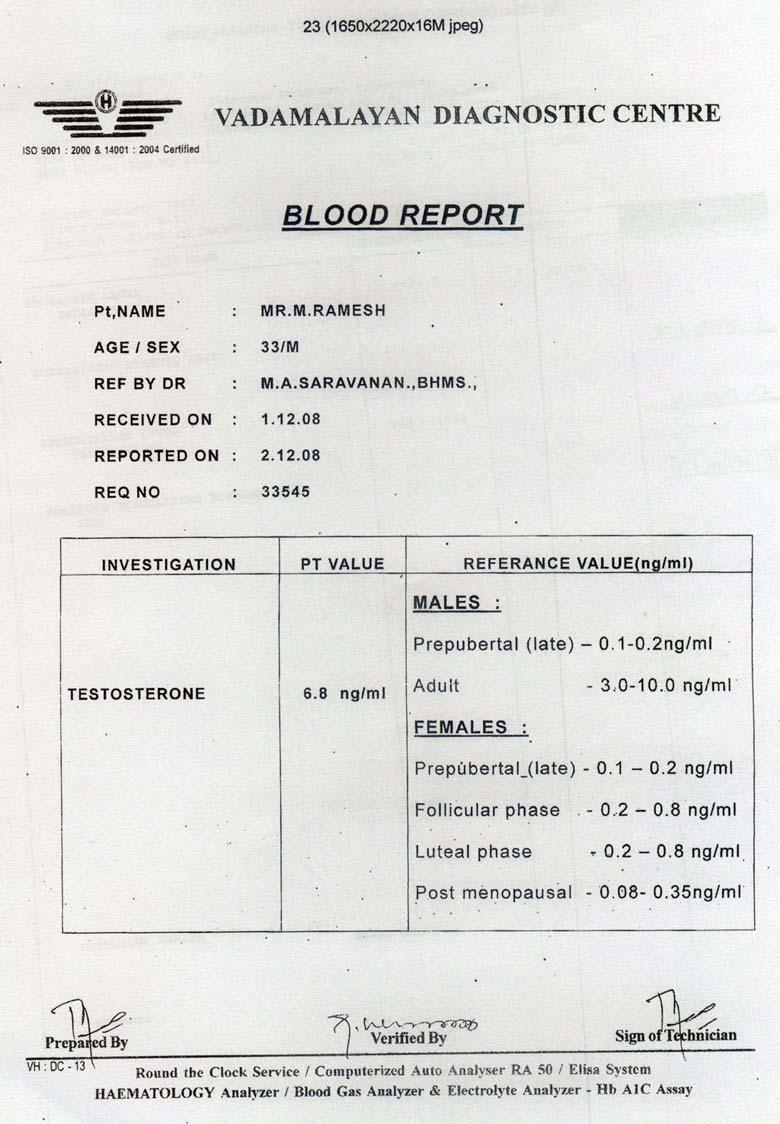 23 (1650x2220x16M jpeg)
H
VADAMALAYAN DIAGNOSTIC CENTRE
ISO 9001 : 2000 & 14001 : 2004 Certified
BLOOD REPORT
Pt,NAME : MR.M.RAMESH
AGE / SEX : 33/M
REF BY DR : M.A.SARAVANAN.,BHMS.,
RECEIVED ON : 1.12.08
REPORTED ON : 2.12.08
REQ NO : 33545
INVESTIGATION PT VALUE REFERANCE VALUE(ng/ml)
MALES :
Prepubertal (late) – 0.1-0.2ng/ml
TESTOSTERONE 6.8 ng/ml Adult - 3.0-10.0 ng/ml
FEMALES :
Prepubertal (late) - 0.1 – 0.2 ng/ml
Follicular phase - 0.2 – 0.8 ng/ml
Luteal phase - 0.2 – 0.8 ng/ml
Post menopausal - 0.08- 0.35ng/ml
Prepared By Verified By Sign of Technician
VH : DC - 13
Round the Clock Service / Computerized Auto Analyser RA 50 / Elisa System
HAEMATOLOGY Analyzer / Blood Gas Analyzer & Electrolyte Analyzer - Hb A1C Assay